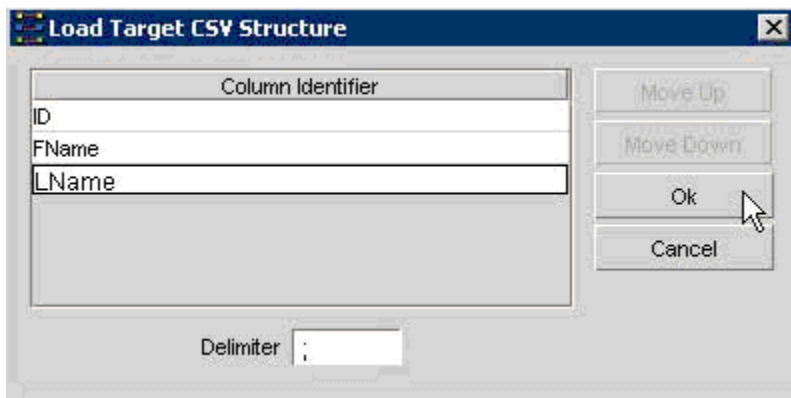 Load Target CSV Structure
Column Identifier
ID
FName
LName
Move Up
Move Down
Ok
Cancel
Delimiter ;